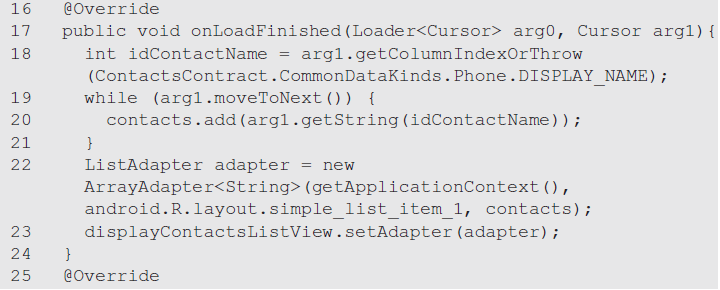 16 @Override
17 public void onLoadFinished(Loader<Cursor> arg0, Cursor arg1){
18 int idContactName = arg1.getColumnIndexOrThrow
(ContactsContract.CommonDataKinds.Phone.DISPLAY_NAME);
19 while (arg1.moveToNext()) {
20 contacts.add(arg1.getString(idContactName));
21 }
22 ListAdapter adapter = new
ArrayAdapter<String>(getApplicationContext(),
android.R.layout.simple_list_item_1, contacts);
23 displayContactsListView.setAdapter(adapter);
24 }
25 @Override